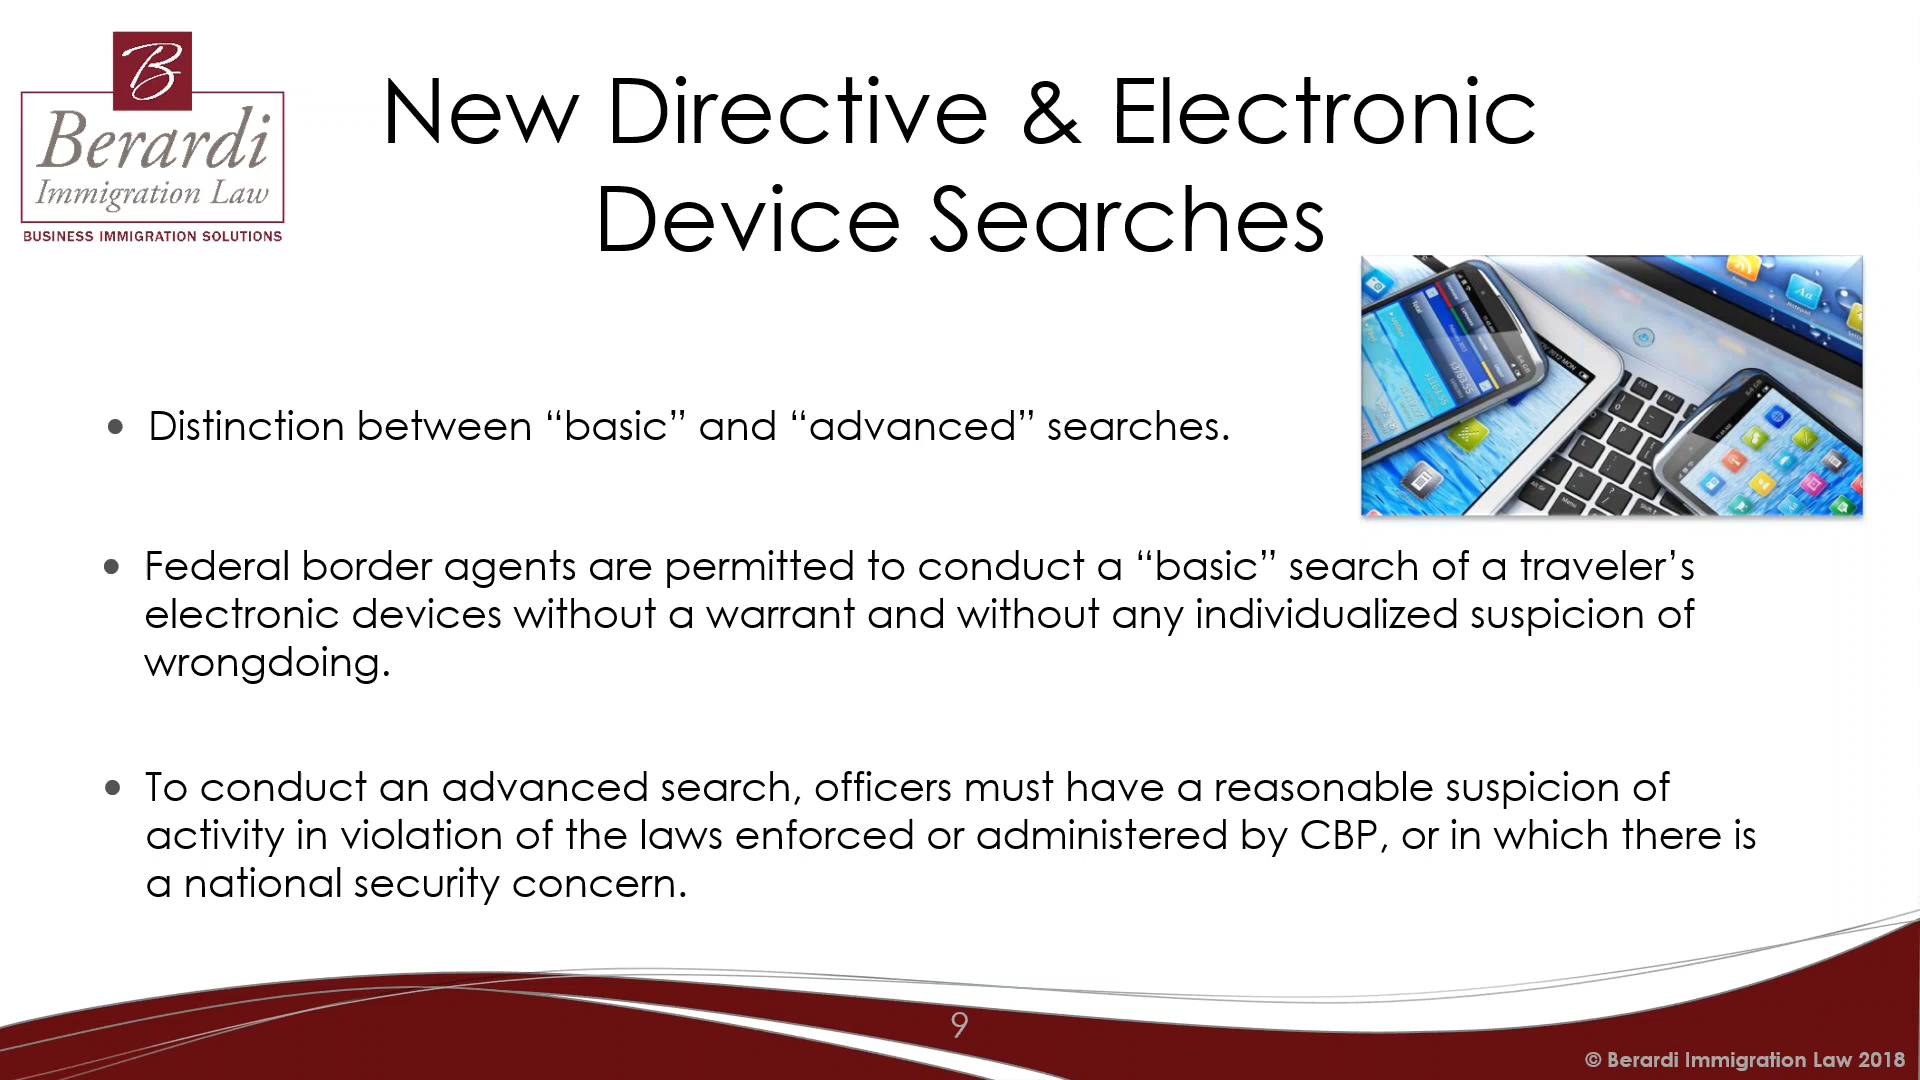 B
Berardi
Immigration Law
BUSINESS IMMIGRATION SOLUTIONS
New Directive & Electronic
Device Searches
• Distinction between “basic” and “advanced” searches.
• Federal border agents are permitted to conduct a “basic” search of a traveler’s
electronic devices without a warrant and without any individualized suspicion of
wrongdoing.
• To conduct an advanced search, officers must have a reasonable suspicion of
activity in violation of the laws enforced or administered by CBP, or in which there is
a national security concern.
9
© Berardi Immigration Law 2018